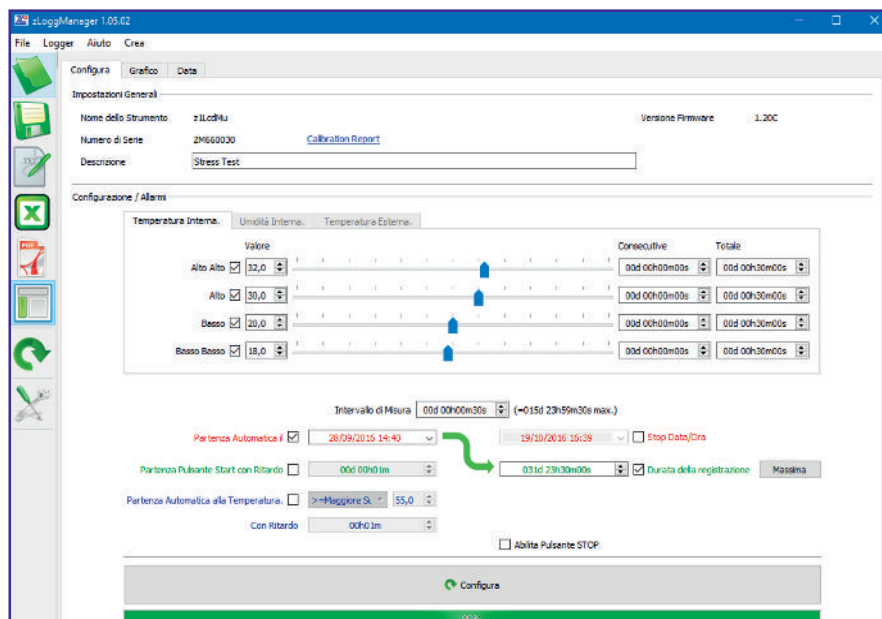 zLoggManager 1.05.02
File Logger Aiuto Crea
Configura Grafico Data
Impostazioni Generali
Nome dello Strumento z1LcdMu Versione Firmware 1.20C
Numero di Serie ZM660030 Calibration Report
Descrizione Stress Test
Configurazione / Allarmi
Temperatura Interna. Umidità Interna. Temperatura Esterna.
Valore Consecutive Totale
Alto Alto 32,0 00d 00h00m00s 00d 00h30m00s
Alto 30,0 00d 00h00m00s 00d 00h30m00s
Basso 20,0 00d 00h00m00s 00d 00h30m00s
Basso Basso 18,0 00d 00h00m00s 00d 00h30m00s
Intervallo di Misura 00d 00h00m30s (=015d 23h59m30s max.)
Partenza Automatica il 28/09/2016 14:40 19/10/2016 16:39 Stop Data/Ora
Partenza Pulsante Start con Ritardo 00d 00h01m 031d 23h30m00s Durata della registrazione Massima
Partenza Automatica alla Temperatura. >=Maggiore 55,0
Con Ritardo 00h01m
Abilita Pulsante STOP
Configura
PDF